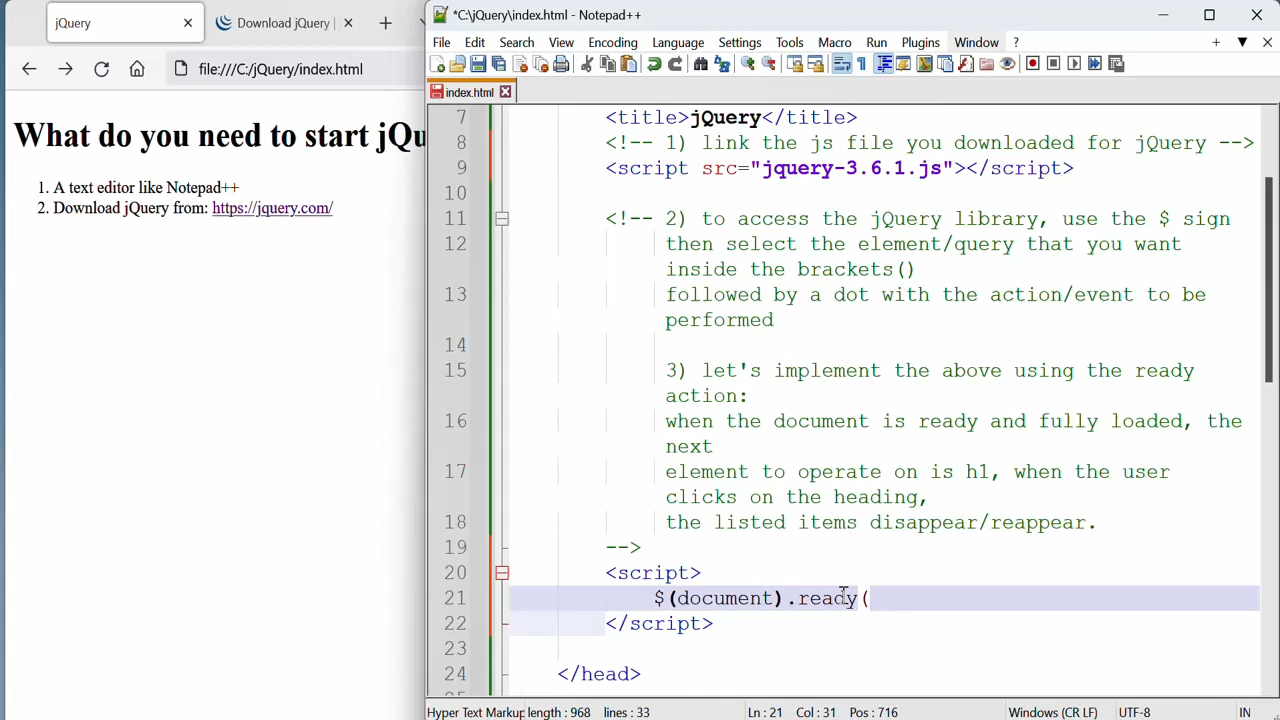 jQuery
Download jQuery |
file:///C:/jQuery/index.html
What do you need to start jQu
1. A text editor like Notepad++
2. Download jQuery from: https://jquery.com/
*C:\jQuery\index.html - Notepad++
File Edit Search View Encoding Language Settings Tools Macro Run Plugins Window ?
index.html
7 <title>jQuery</title>
8 <!-- 1) link the js file you downloaded for jQuery -->
9 <script src="jquery-3.6.1.js"></script>
10
11 <!-- 2) to access the jQuery library, use the $ sign
12 then select the element/query that you want
inside the brackets()
13 followed by a dot with the action/event to be
performed
14
15 3) let's implement the above using the ready
action:
16 when the document is ready and fully loaded, the
next
17 element to operate on is h1, when the user
clicks on the heading,
18 the listed items disappear/reappear.
19 -->
20 <script>
21 $(document).ready(
22 </script>
23
24 </head>
Hyper Text Markup length : 968 lines : 33 Ln : 21 Col : 31 Pos : 716 Windows (CR LF) UTF-8 IN